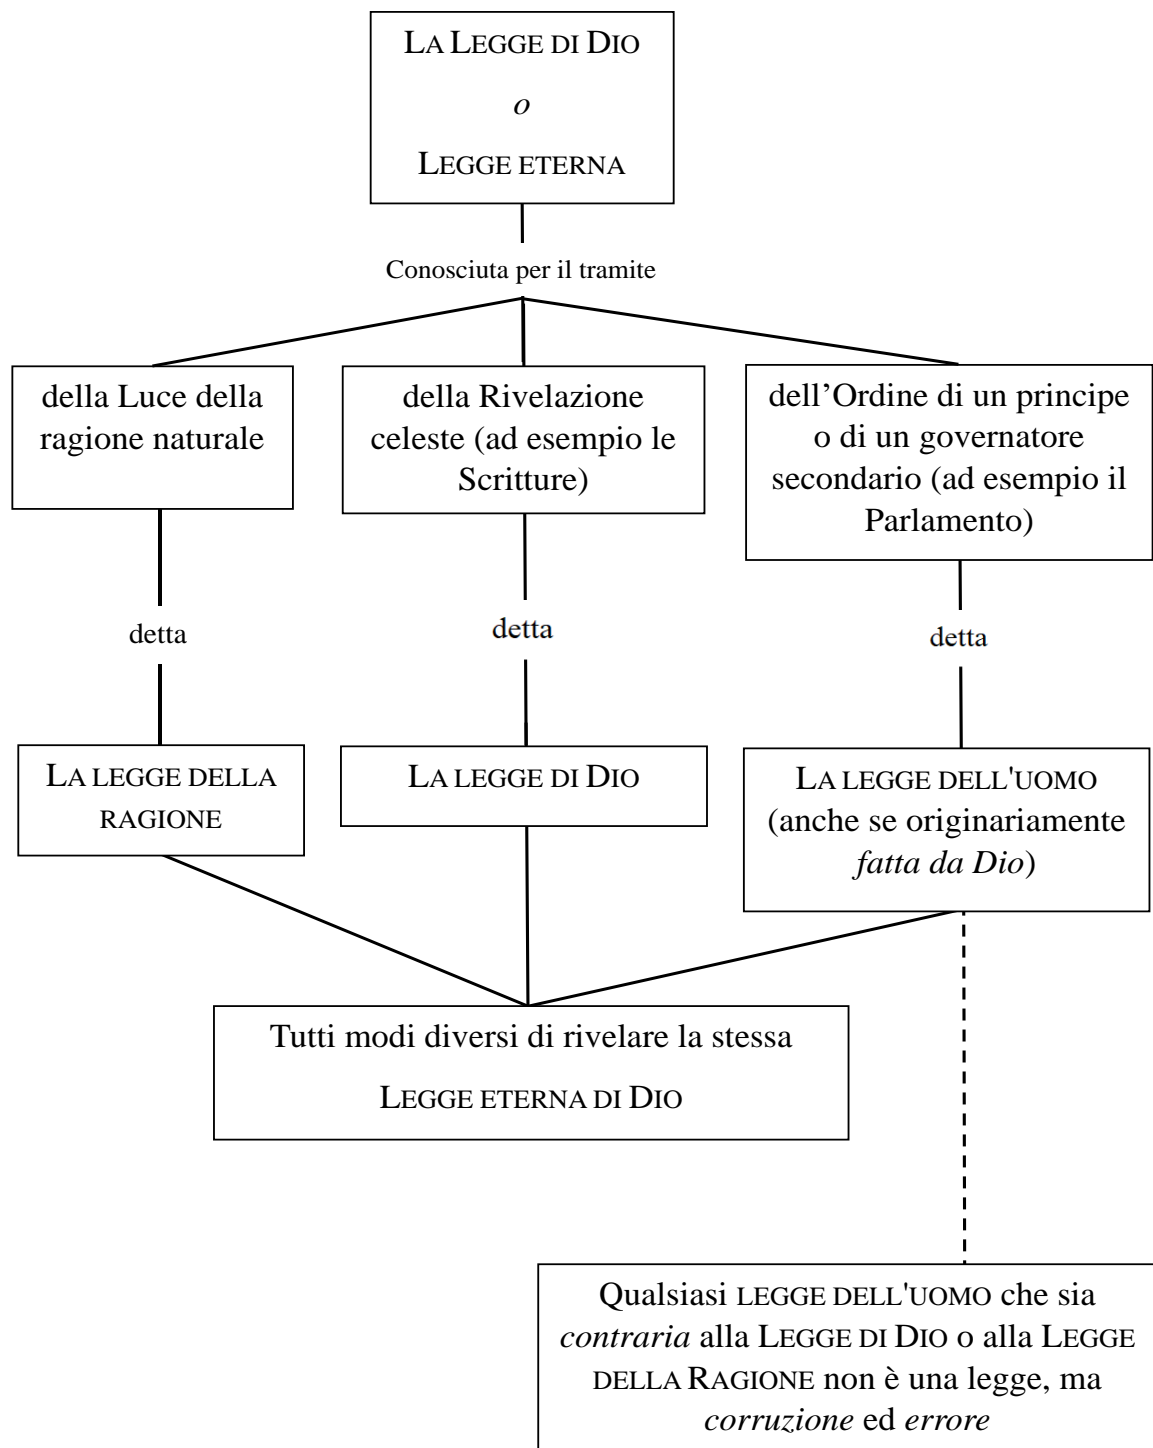 LA LEGGE DI DIO
o
LEGGE ETERNA
Conosciuta per il tramite
della Luce della
ragione naturale
della Rivelazione
celeste (ad esempio le
Scritture)
dell’Ordine di un principe
o di un governatore
secondario (ad esempio il
Parlamento)
detta
detta
detta
LA LEGGE DELLA
RAGIONE
LA LEGGE DI DIO
LA LEGGE DELL'UOMO
(anche se originariamente
fatta da Dio)
Tutti modi diversi di rivelare la stessa
LEGGE ETERNA DI DIO
Qualsiasi LEGGE DELL'UOMO che sia
contraria alla LEGGE DI DIO o alla LEGGE
DELLA RAGIONE non è una legge, ma
corruzione ed errore